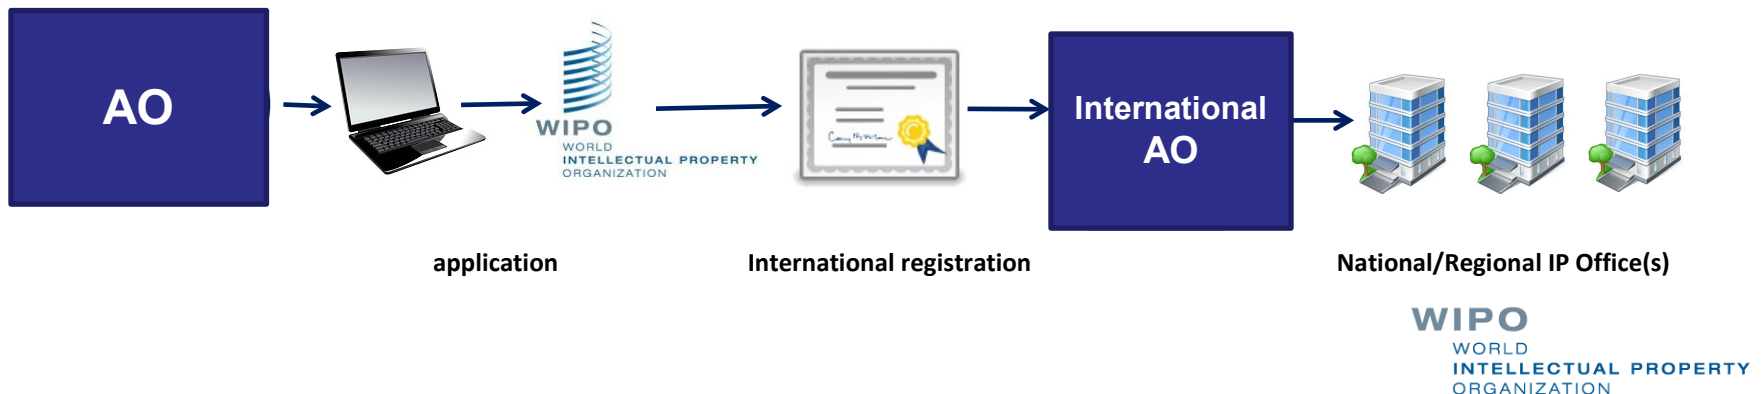 AO
WIPO
WORLD
INTELLECTUAL PROPERTY
ORGANIZATION
International
AO
application
International registration
National/Regional IP Office(s)
WIPO
WORLD
INTELLECTUAL PROPERTY
ORGANIZATION